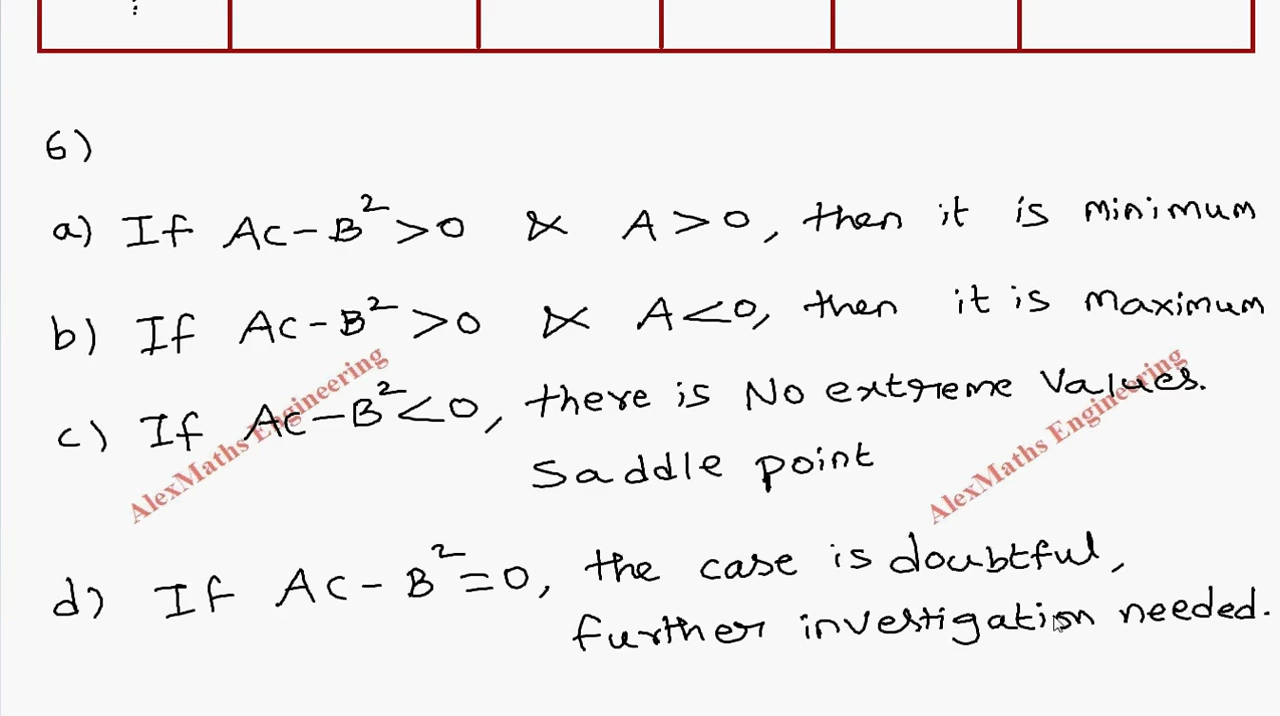 6)
a) If AC-B²>0 & A>0, then it is minimum
b) If AC-B²>0 & A<0, then it is maximum
c) If AC-B²<0, there is No extreme values.
saddle point
d) If AC-B²=0, the case is doubtful,
further investigation needed.
AlexMaths Engineering
AlexMaths Engineering